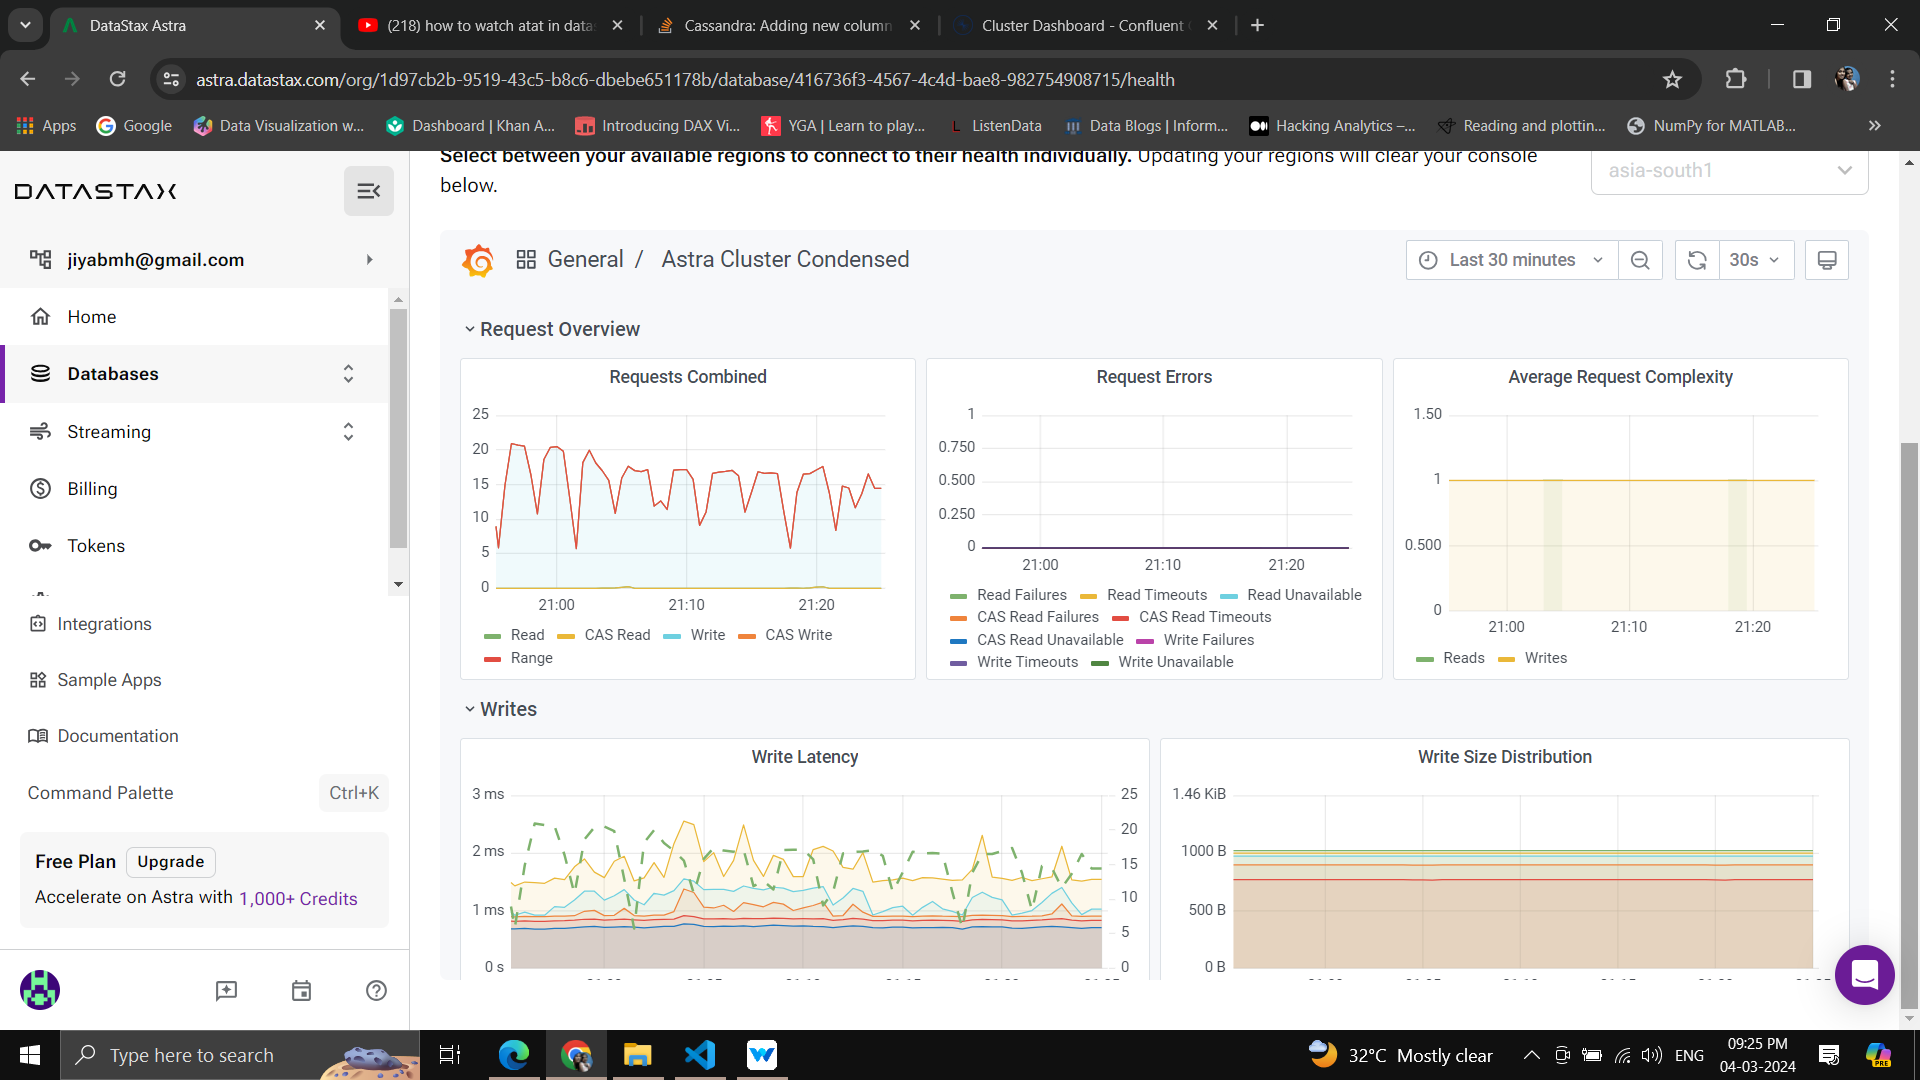 DataStax Astra
(218) how to watch atat in data
Cassandra: Adding new column
Cluster Dashboard - Confluent
astra.datastax.com/org/1d97cb2b-9519-43c5-b8c6-dbebe651178b/database/416736f3-4567-4c4d-bae8-982754908715/health
Apps
Google
Data Visualization w...
Dashboard | Khan A...
Introducing DAX Vi...
YGA | Learn to play...
ListenData
Data Blogs | Inform...
Hacking Analytics –...
Reading and plottin...
NumPy for MATLAB...
DATASTAX
jiyabmh@gmail.com
Home
Databases
Streaming
Billing
Tokens
Integrations
Sample Apps
Documentation
Command Palette Ctrl+K
Free Plan Upgrade
Accelerate on Astra with 1,000+ Credits
Select between your available regions to connect to their health individually. Updating your regions will clear your console
below.
asia-south1
General / Astra Cluster Condensed
Last 30 minutes
30s
Request Overview
Requests Combined
25
20
15
10
5
0
21:00 21:10 21:20
Read CAS Read Write CAS Write
Range
Request Errors
1
0.750
0.500
0.250
0
21:00 21:10 21:20
Read Failures Read Timeouts Read Unavailable
CAS Read Failures CAS Read Timeouts
CAS Read Unavailable Write Failures
Write Timeouts Write Unavailable
Average Request Complexity
1.50
1
0.500
0
21:00 21:10 21:20
Reads Writes
Writes
Write Latency
3 ms 25
20
2 ms
15
1 ms 10
5
0 s 0
Write Size Distribution
1.46 KiB
1000 B
500 B
0 B
Type here to search
32°C Mostly clear
ENG
09:25 PM
04-03-2024
PRE